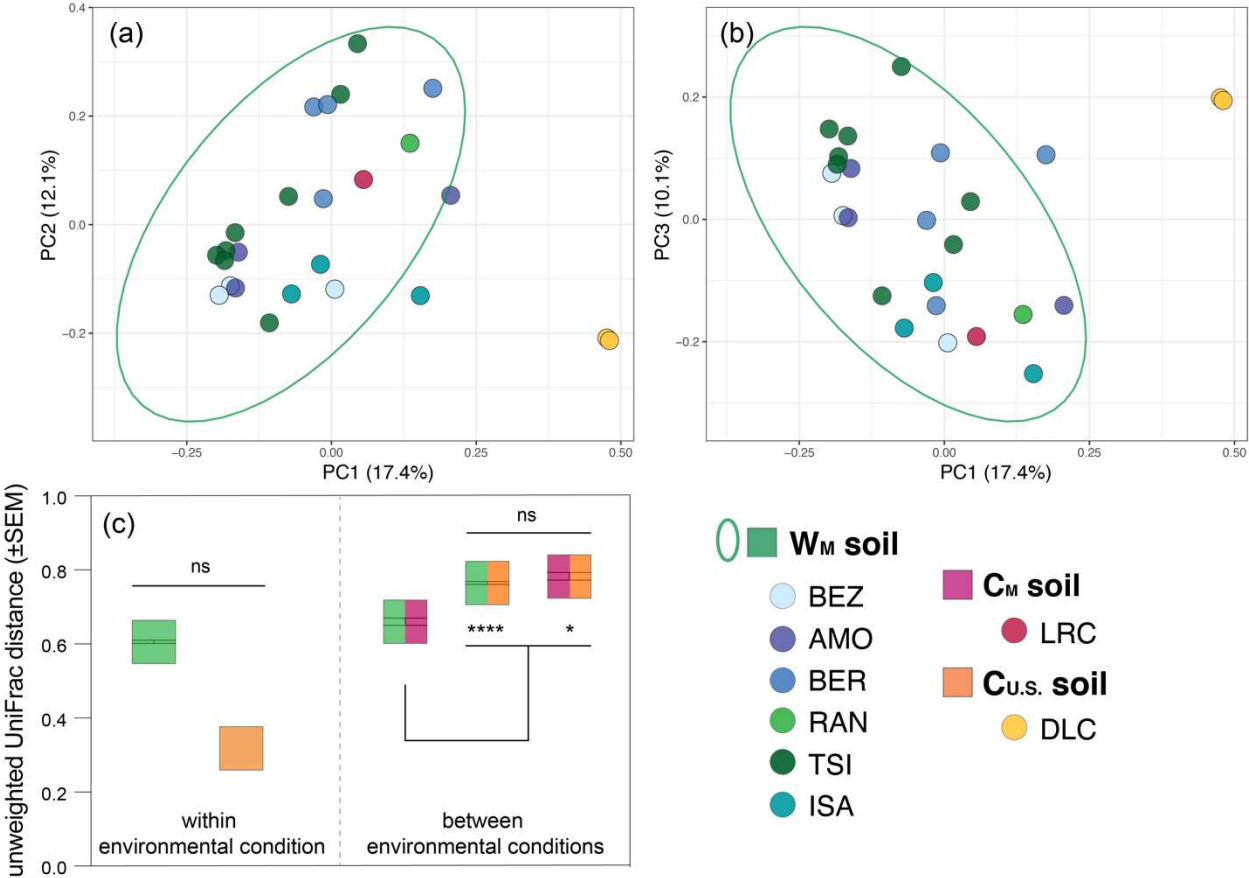 (a)
0.4
0.2
0.0
−0.2
PC2 (12.1%)
−0.25
0.00
0.25
0.50
PC1 (17.4%)
(b)
0.2
0.0
−0.2
PC3 (10.1%)
−0.25
0.00
0.25
0.50
PC1 (17.4%)
(c)
unweighted UniFrac distance (±SEM)
1.0
0.8
0.6
0.4
0.2
0.0
ns
ns
**** *
within
environmental condition
between
environmental conditions
WM soil
BEZ
AMO
BER
RAN
TSI
ISA
CM soil
LRC
CU.S. soil
DLC